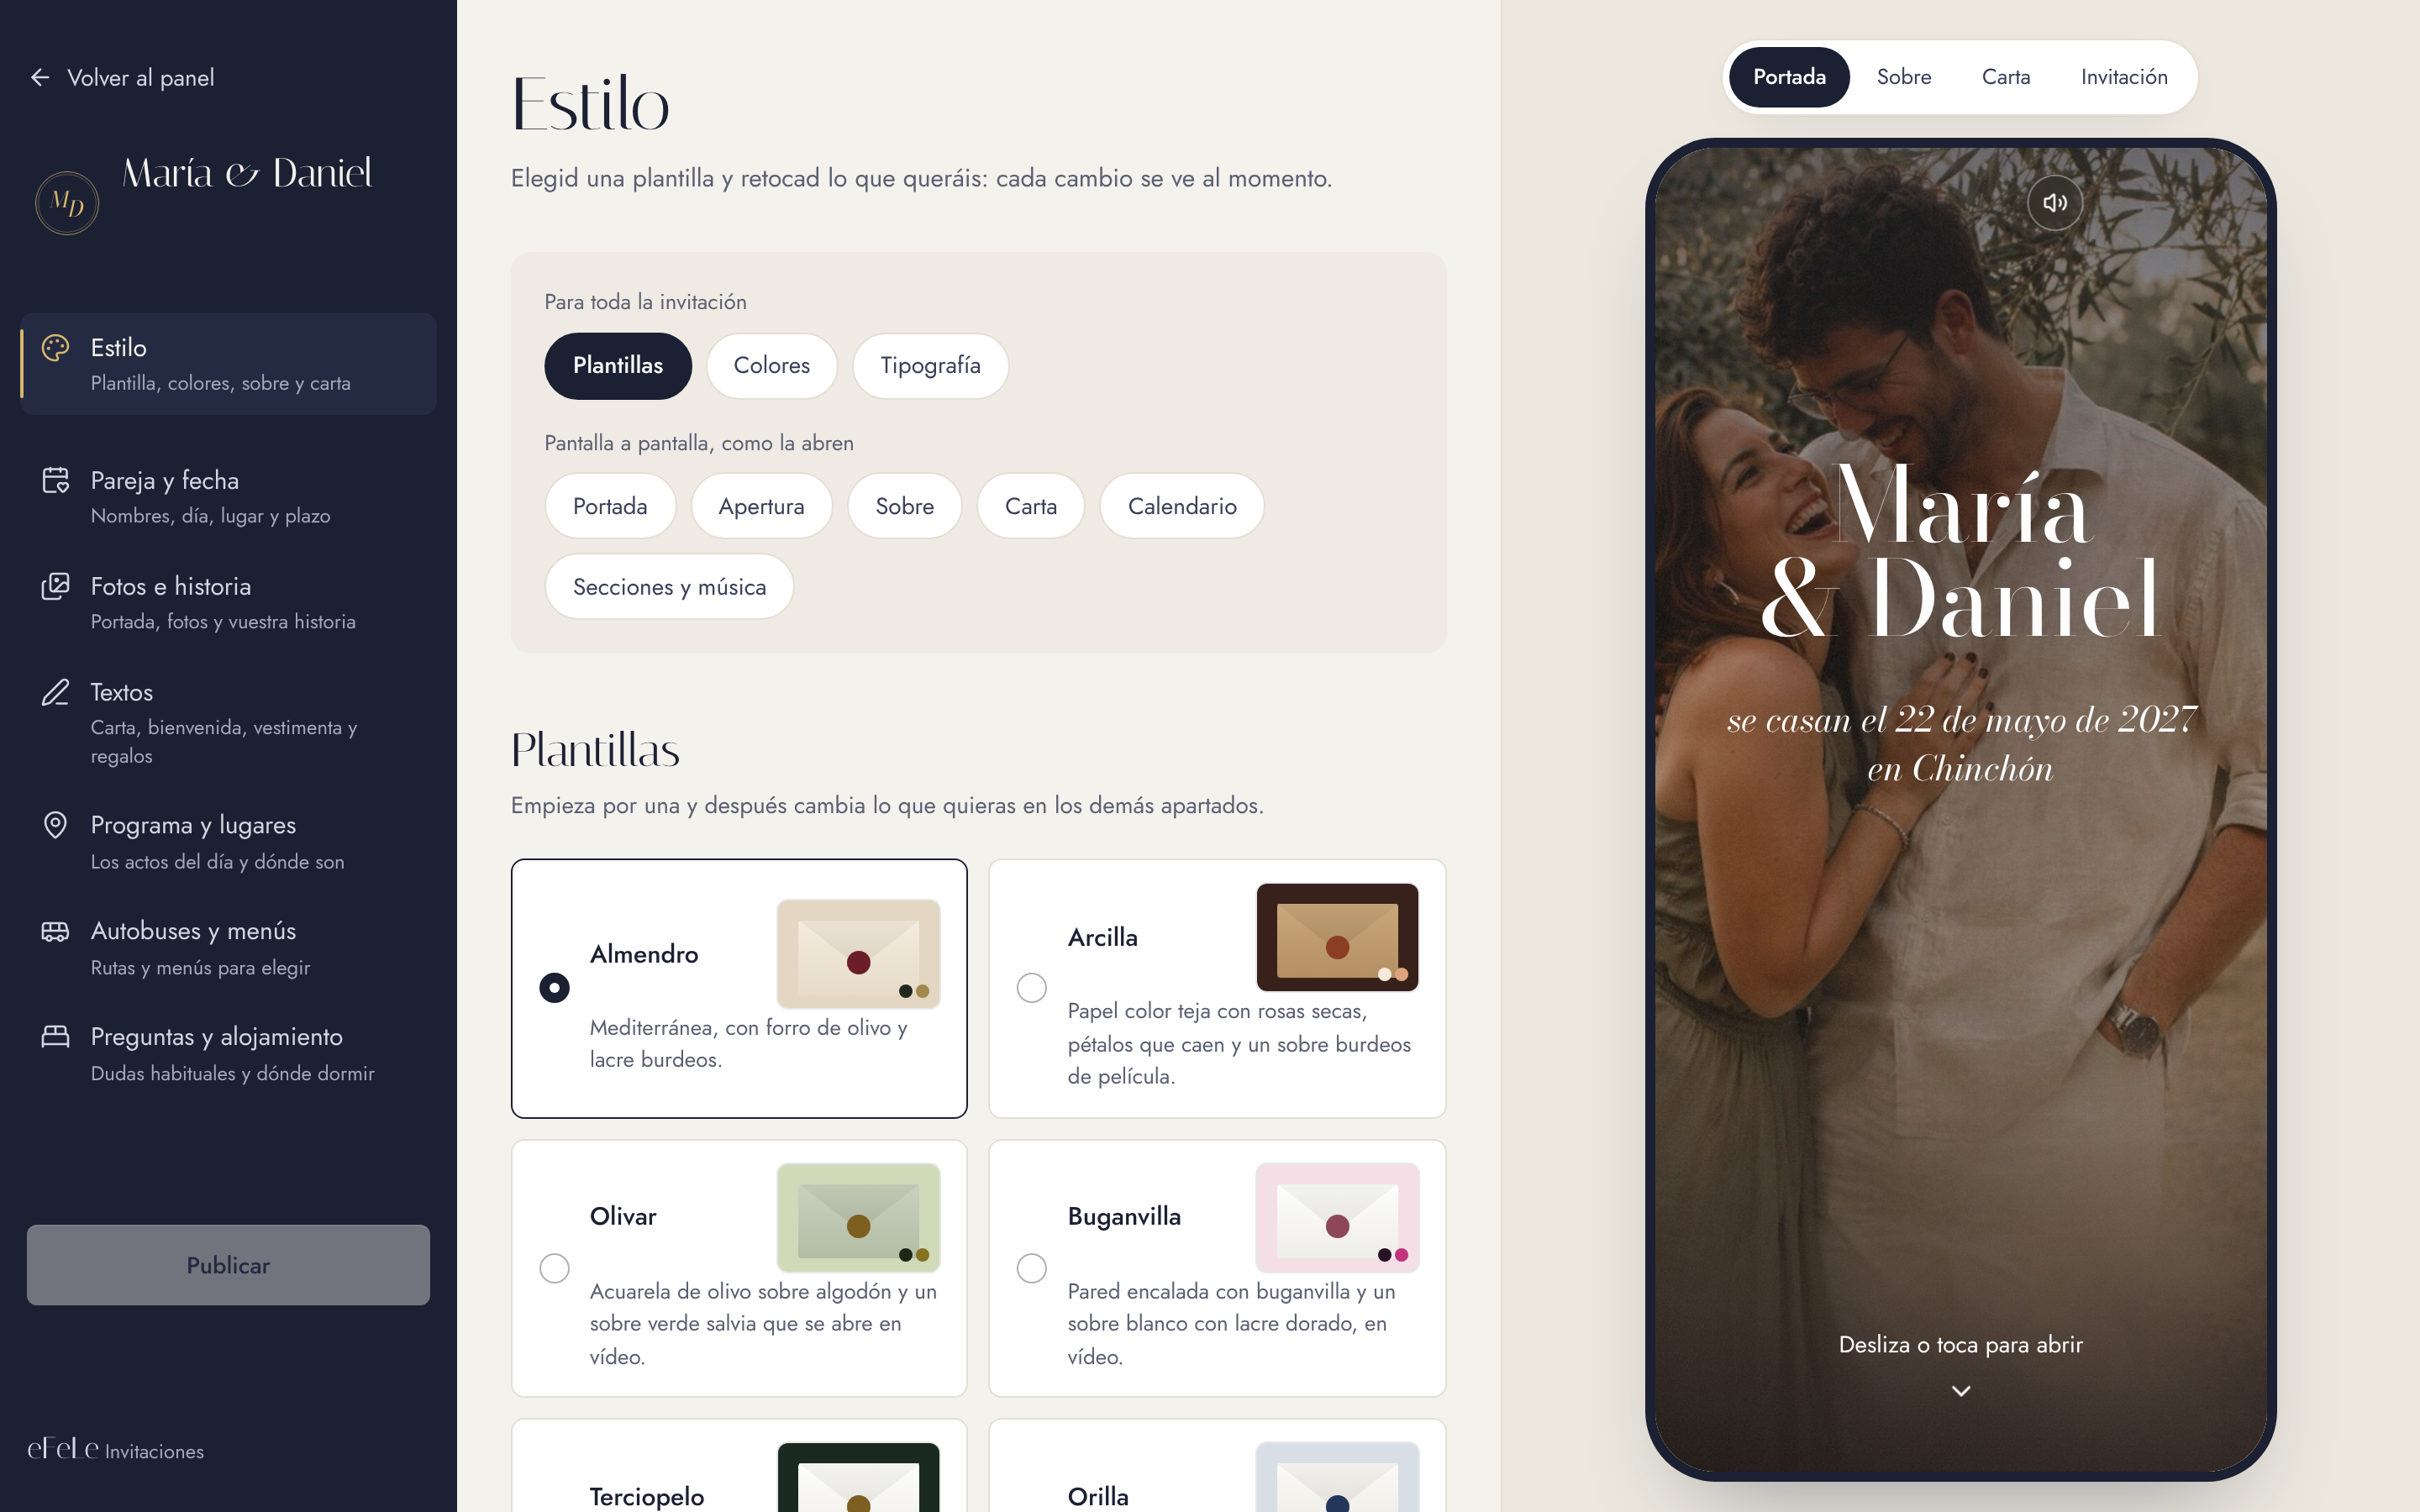 Volver al panel
MD
María & Daniel
Estilo
Plantilla, colores, sobre y carta
Pareja y fecha
Nombres, día, lugar y plazo
Fotos e historia
Portada, fotos y vuestra historia
Textos
Carta, bienvenida, vestimenta y
regalos
Programa y lugares
Los actos del día y dónde son
Autobuses y menús
Rutas y menús para elegir
Preguntas y alojamiento
Dudas habituales y dónde dormir
Publicar
eFeLe Invitaciones
Estilo
Elegid una plantilla y retocad lo que queráis: cada cambio se ve al momento.
Para toda la invitación
Plantillas Colores Tipografía
Pantalla a pantalla, como la abren
Portada Apertura Sobre Carta Calendario
Secciones y música
Plantillas
Empieza por una y después cambia lo que quieras en los demás apartados.
Almendro
Mediterránea, con forro de olivo y
lacre burdeos.
Arcilla
Papel color teja con rosas secas,
pétalos que caen y un sobre burdeos
de película.
Olivar
Acuarela de olivo sobre algodón y un
sobre verde salvia que se abre en
vídeo.
Buganvilla
Pared encalada con buganvilla y un
sobre blanco con lacre dorado, en
vídeo.
Terciopelo
Orilla
Portada Sobre Carta Invitación
María
& Daniel
se casan el 22 de mayo de 2027
en Chinchón
Desliza o toca para abrir